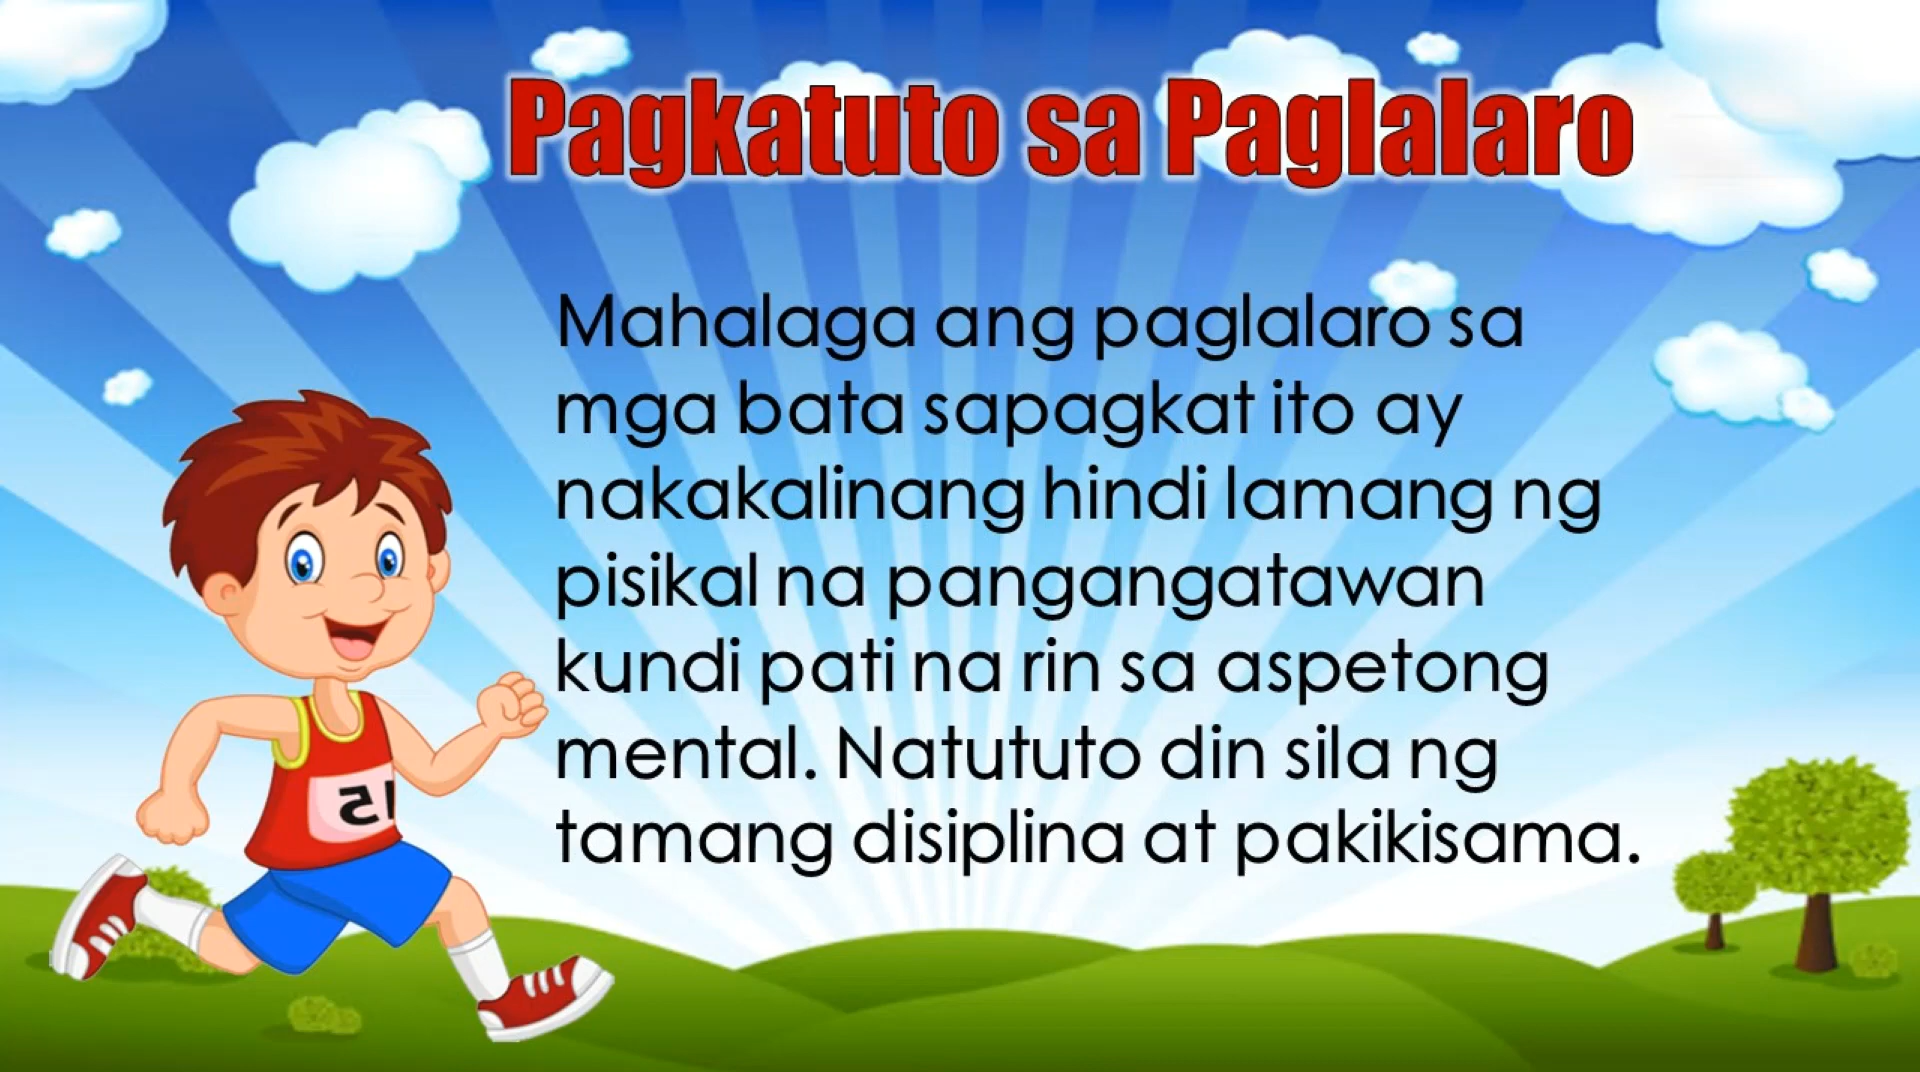 Pagkatuto sa Paglalaro
Mahalaga ang paglalaro sa
mga bata sapagkat ito ay
nakakalinang hindi lamang ng
pisikal na pangangatawan
kundi pati na rin sa aspetong
mental. Natututo din sila ng
tamang disiplina at pakikisama.